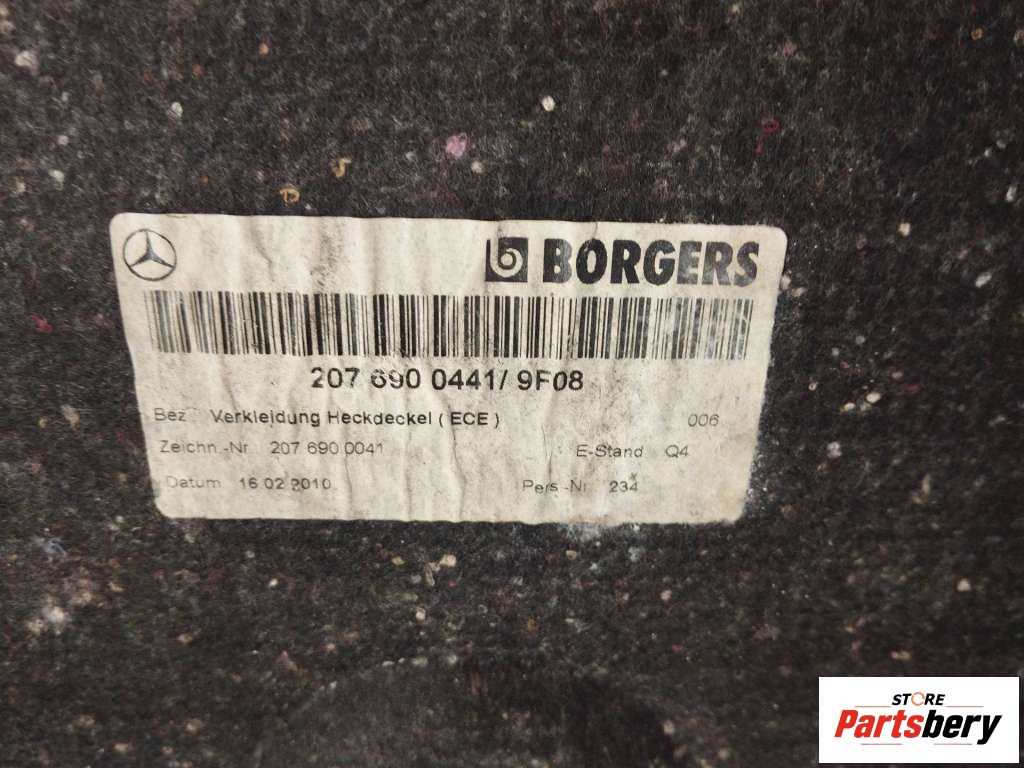 BORGERS
207 690 0441/ 9F08
Bez. Verkleidung Heckdeckel ( ECE ) 006
Zeichn.-Nr. 207 690 0041 E-Stand Q4
Datum 16.02.2010 Pers.-Nr. 234
STORE
Partsbery